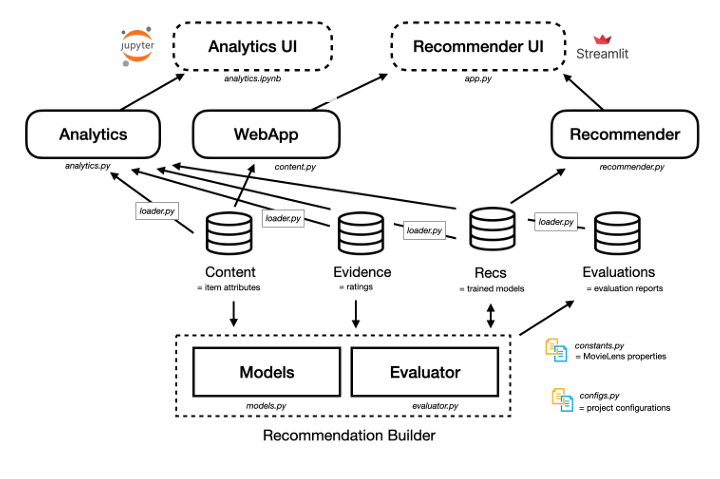 jupyter
Analytics UI
analytics.ipynb
Recommender UI
app.py
Streamlit
Analytics
analytics.py
WebApp
content.py
Recommender
recommender.py
loader.py
loader.py
loader.py
loader.py
Content
= item attributes
Evidence
= ratings
Recs
= trained models
Evaluations
= evaluation reports
Models
models.py
Evaluator
evaluator.py
Recommendation Builder
constants.py
= MovieLens properties
configs.py
= project configurations